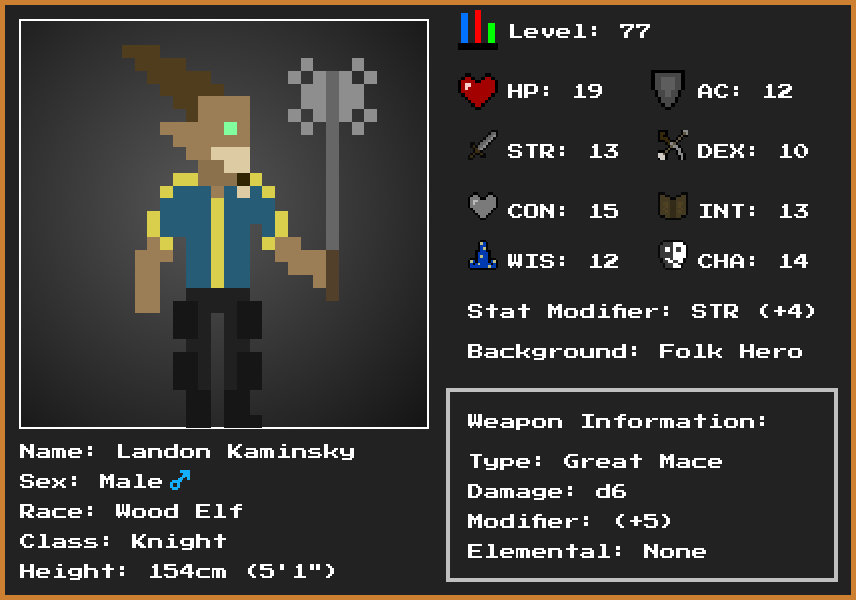 Level: 77
HP: 19
AC: 12
STR: 13
DEX: 10
CON: 15
INT: 13
WIS: 12
CHA: 14
Stat Modifier: STR (+4)
Background: Folk Hero
Weapon Information:
Type: Great Mace
Damage: d6
Modifier: (+5)
Elemental: None
Name: Landon Kaminsky
Sex: Male♂
Race: Wood Elf
Class: Knight
Height: 154cm (5'1")